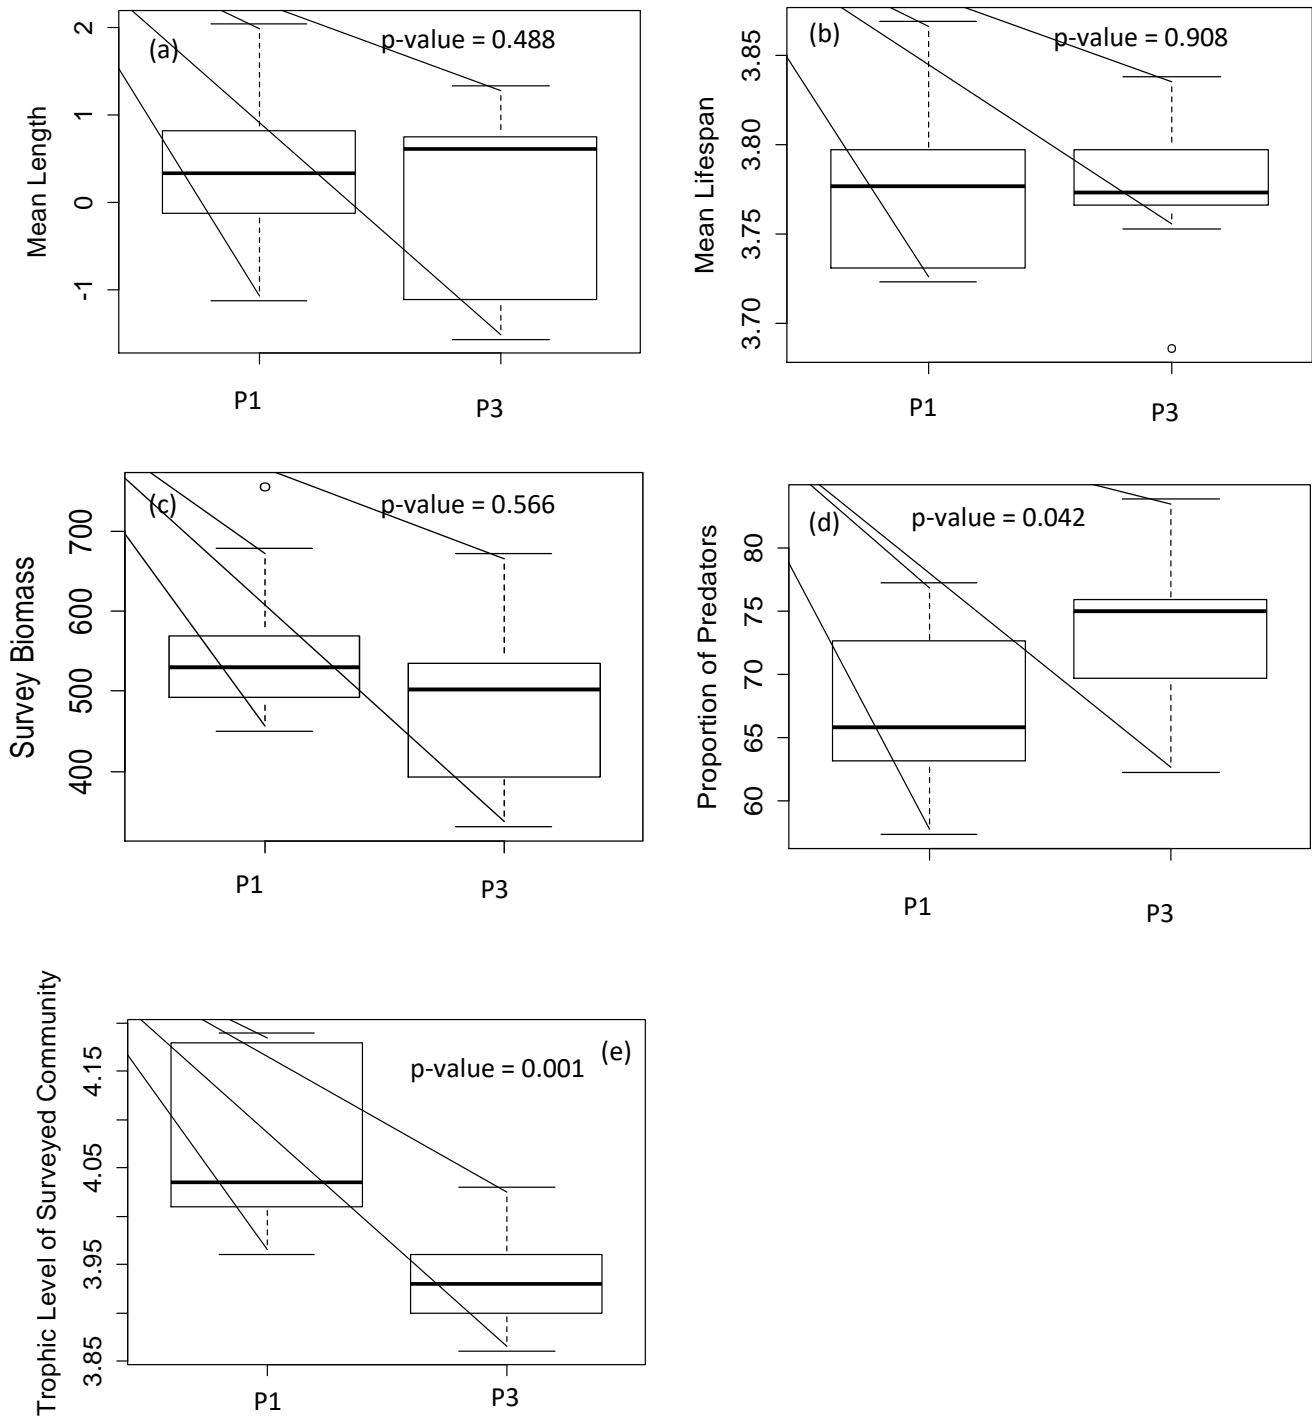 (a)
p-value = 0.488
Mean Length
2
1
0
-1
P1
P3
(b)
p-value = 0.908
Mean Lifespan
3.85
3.80
3.75
3.70
P1
P3
(c)
p-value = 0.566
Survey Biomass
700
600
500
400
P1
P3
(d)
p-value = 0.042
Proportion of Predators
80
75
70
65
60
P1
P3
(e)
p-value = 0.001
Trophic Level of Surveyed Community
4.15
4.05
3.95
3.85
P1
P3